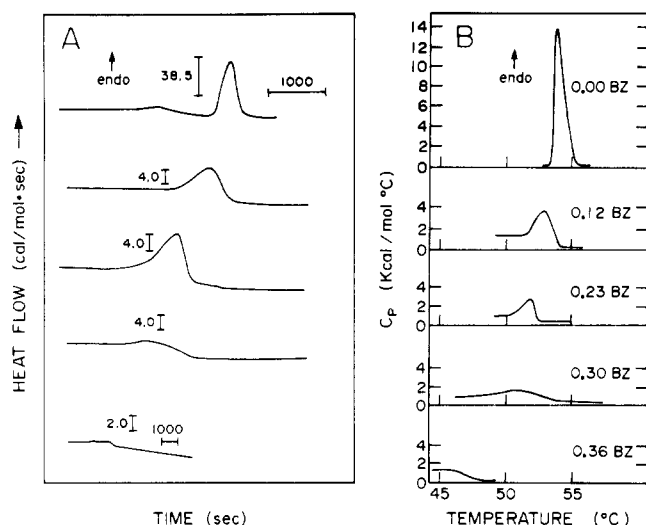 A
endo
38.5
1000
4.0
4.0
4.0
2.0
1000
HEAT FLOW (cal/mol•sec)
TIME (sec)
B
endo
14
12
10
8
6
4
2
0
0.00 BZ
4
2
0
0.12 BZ
4
2
0
0.23 BZ
4
2
0
0.30 BZ
4
2
0
0.36 BZ
Cp (Kcal/mol °C)
45
50
55
TEMPERATURE (°C)